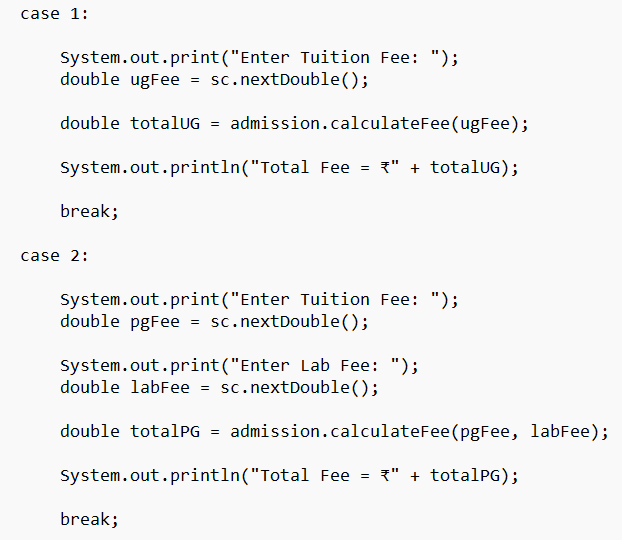 case 1:
System.out.print("Enter Tuition Fee: ");
double ugFee = sc.nextDouble();
double totalUG = admission.calculateFee(ugFee);
System.out.println("Total Fee = ₹" + totalUG);
break;
case 2:
System.out.print("Enter Tuition Fee: ");
double pgFee = sc.nextDouble();
System.out.print("Enter Lab Fee: ");
double labFee = sc.nextDouble();
double totalPG = admission.calculateFee(pgFee, labFee);
System.out.println("Total Fee = ₹" + totalPG);
break;